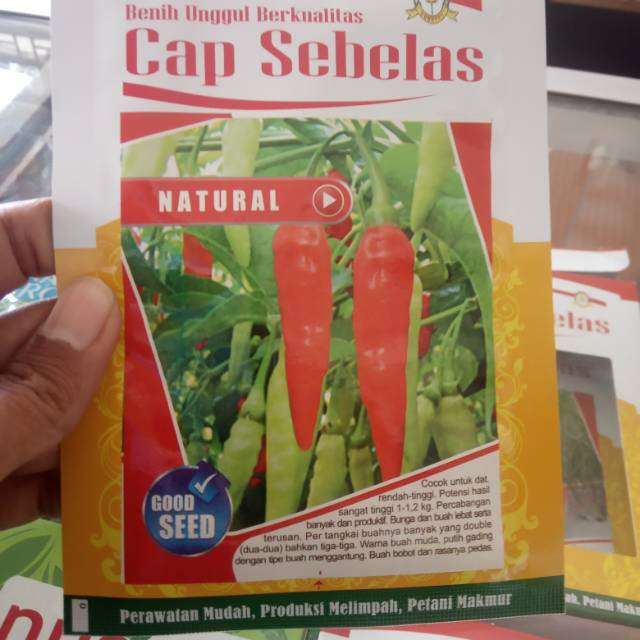 Benih Unggul Berkualitas
Cap Sebelas
NATURAL
GOOD
SEED
Cocok untuk dat.
rendah-tinggi. Potensi hasil
sangat tinggi 1-1,2 kg. Percabangan
banyak dan produktif. Bunga dan buah lebat serta
terusan. Per tangkai buahnya banyak yang double
(dua-dua) bahkan tiga-tiga. Warna buah muda, putih gading
dengan tipe buah menggantung. Buah bobot dan rasanya pedas.
Perawatan Mudah, Produksi Melimpah, Petani Makmur
elas
ah, Petani Mak